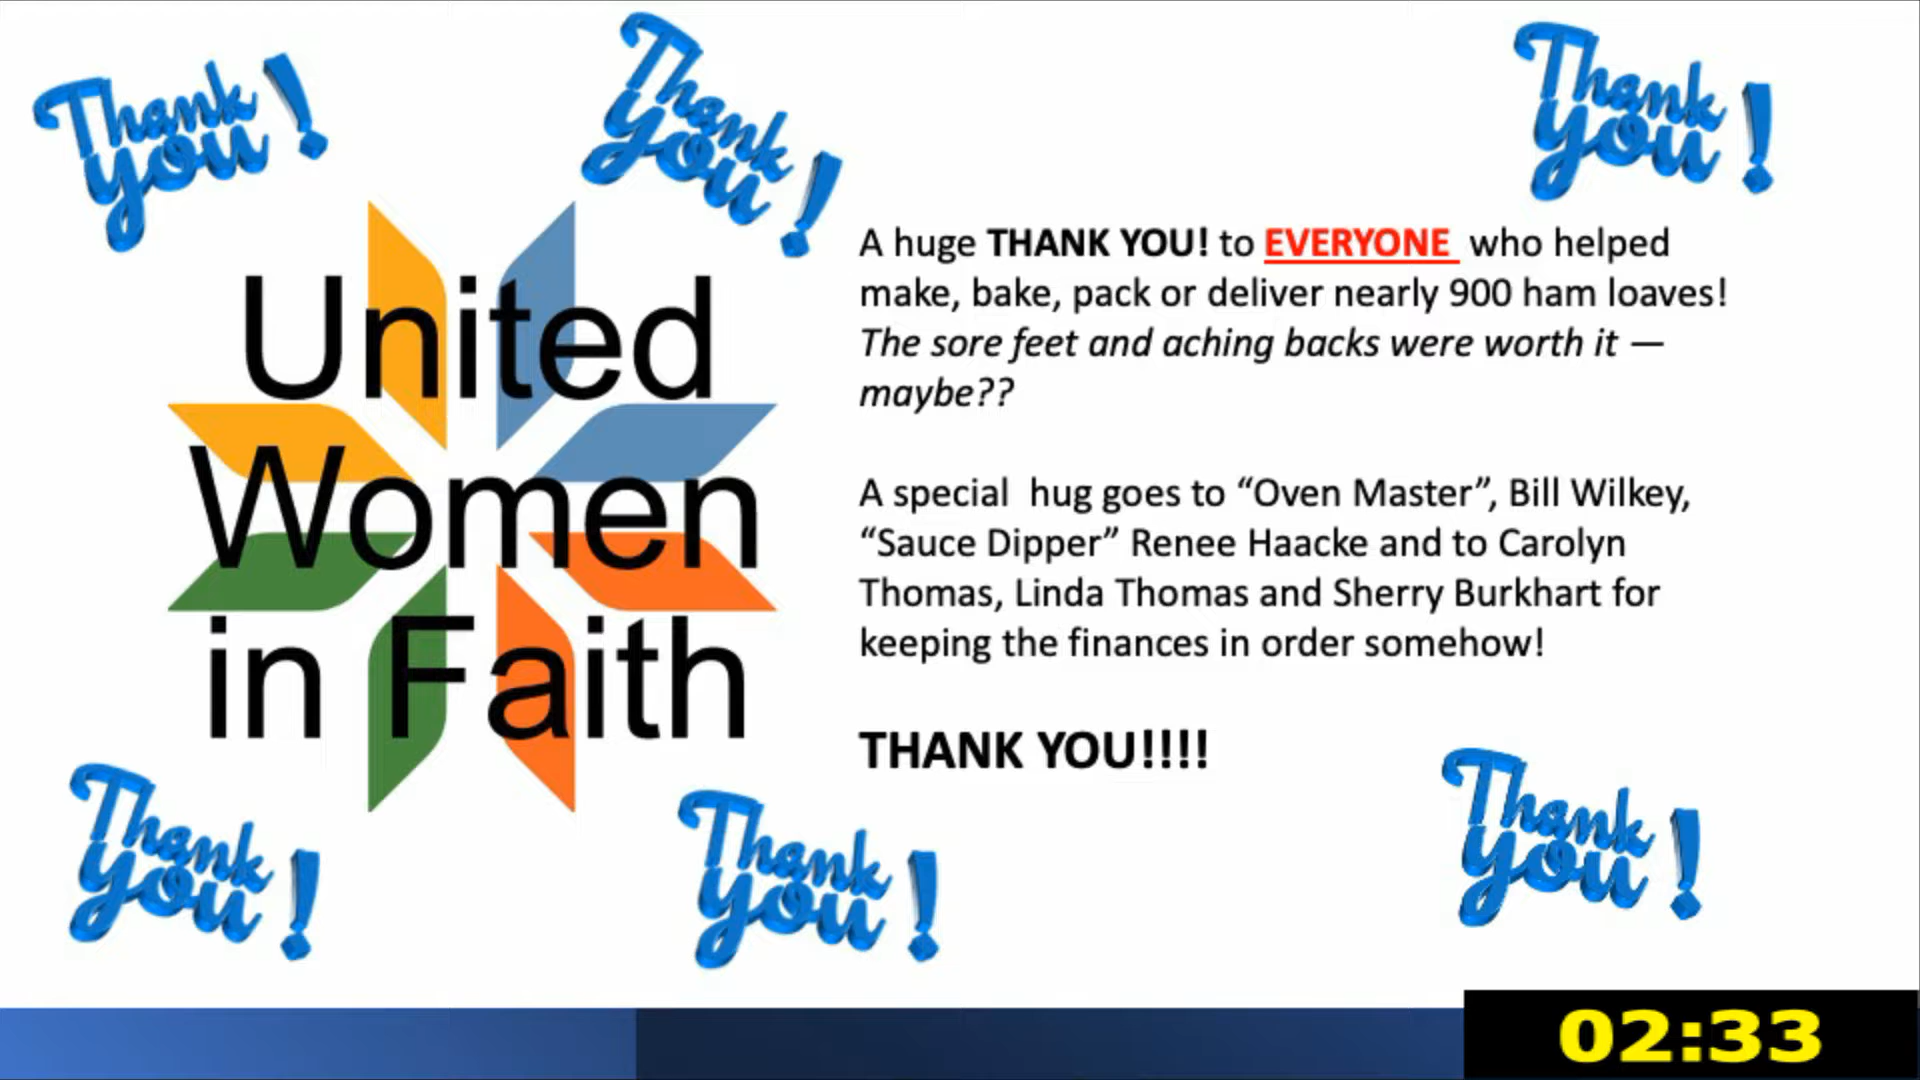 Thank you !
Thank you !
Thank you !
United
Women
in Faith
A huge THANK YOU! to EVERYONE who helped
make, bake, pack or deliver nearly 900 ham loaves!
The sore feet and aching backs were worth it —
maybe??
A special  hug goes to “Oven Master”, Bill Wilkey,
“Sauce Dipper” Renee Haacke and to Carolyn
Thomas, Linda Thomas and Sherry Burkhart for
keeping the finances in order somehow!
THANK YOU!!!!
Thank you !
Thank you !
Thank you !
02:33